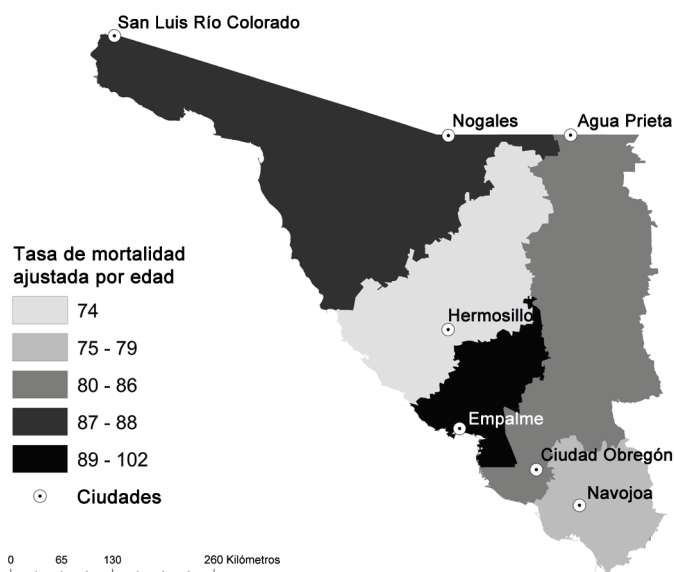 San Luis Río Colorado
Nogales
Agua Prieta
Tasa de mortalidad
ajustada por edad
74
75 - 79
80 - 86
87 - 88
89 - 102
Ciudades
Hermosillo
Empalme
Ciudad Obregón
Navojoa
0 65 130 260 Kilómetros